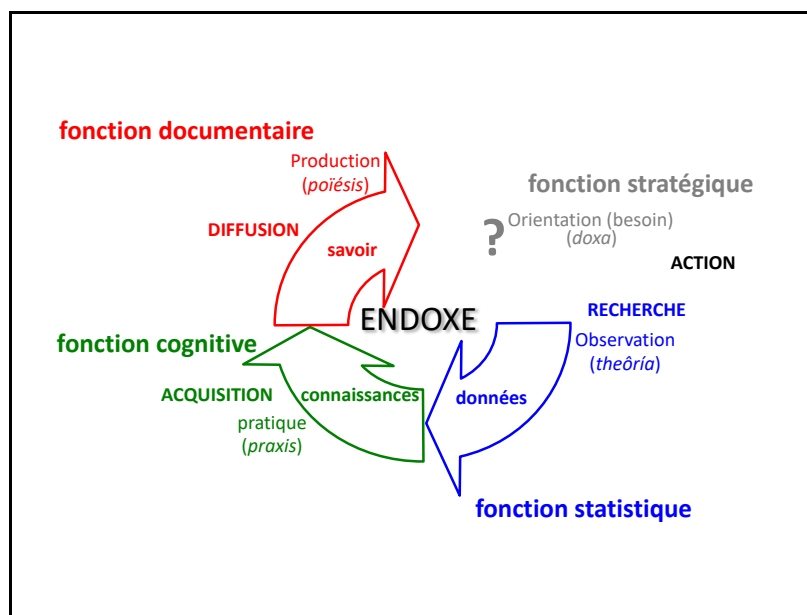 fonction documentaire
Production
(poïésis)
fonction stratégique
? Orientation (besoin)
(doxa)
DIFFUSION
savoir
ACTION
ENDOXE
RECHERCHE
Observation
(theôría)
fonction cognitive
ACQUISITION
connaissances
données
pratique
(praxis)
fonction statistique